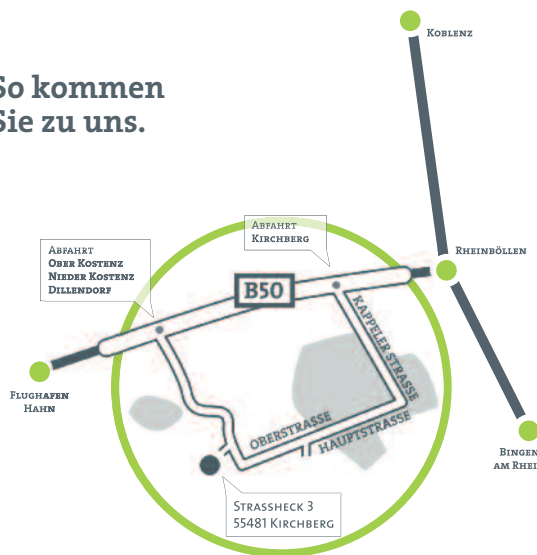 So kommen
Sie zu uns.
KOBLENZ
ABFAHRT
KIRCHBERG
ABFAHRT
OBER KOSTENZ
NIEDER KOSTENZ
DILLENDORF
RHEINBÖLLEN
B50
KAPPELER STRASSE
FLUGHAFEN
HAHN
OBERSTRASSE
HAUPTSTRASSE
BINGEN
AM RHEI
STRASSHECK 3
55481 KIRCHBERG